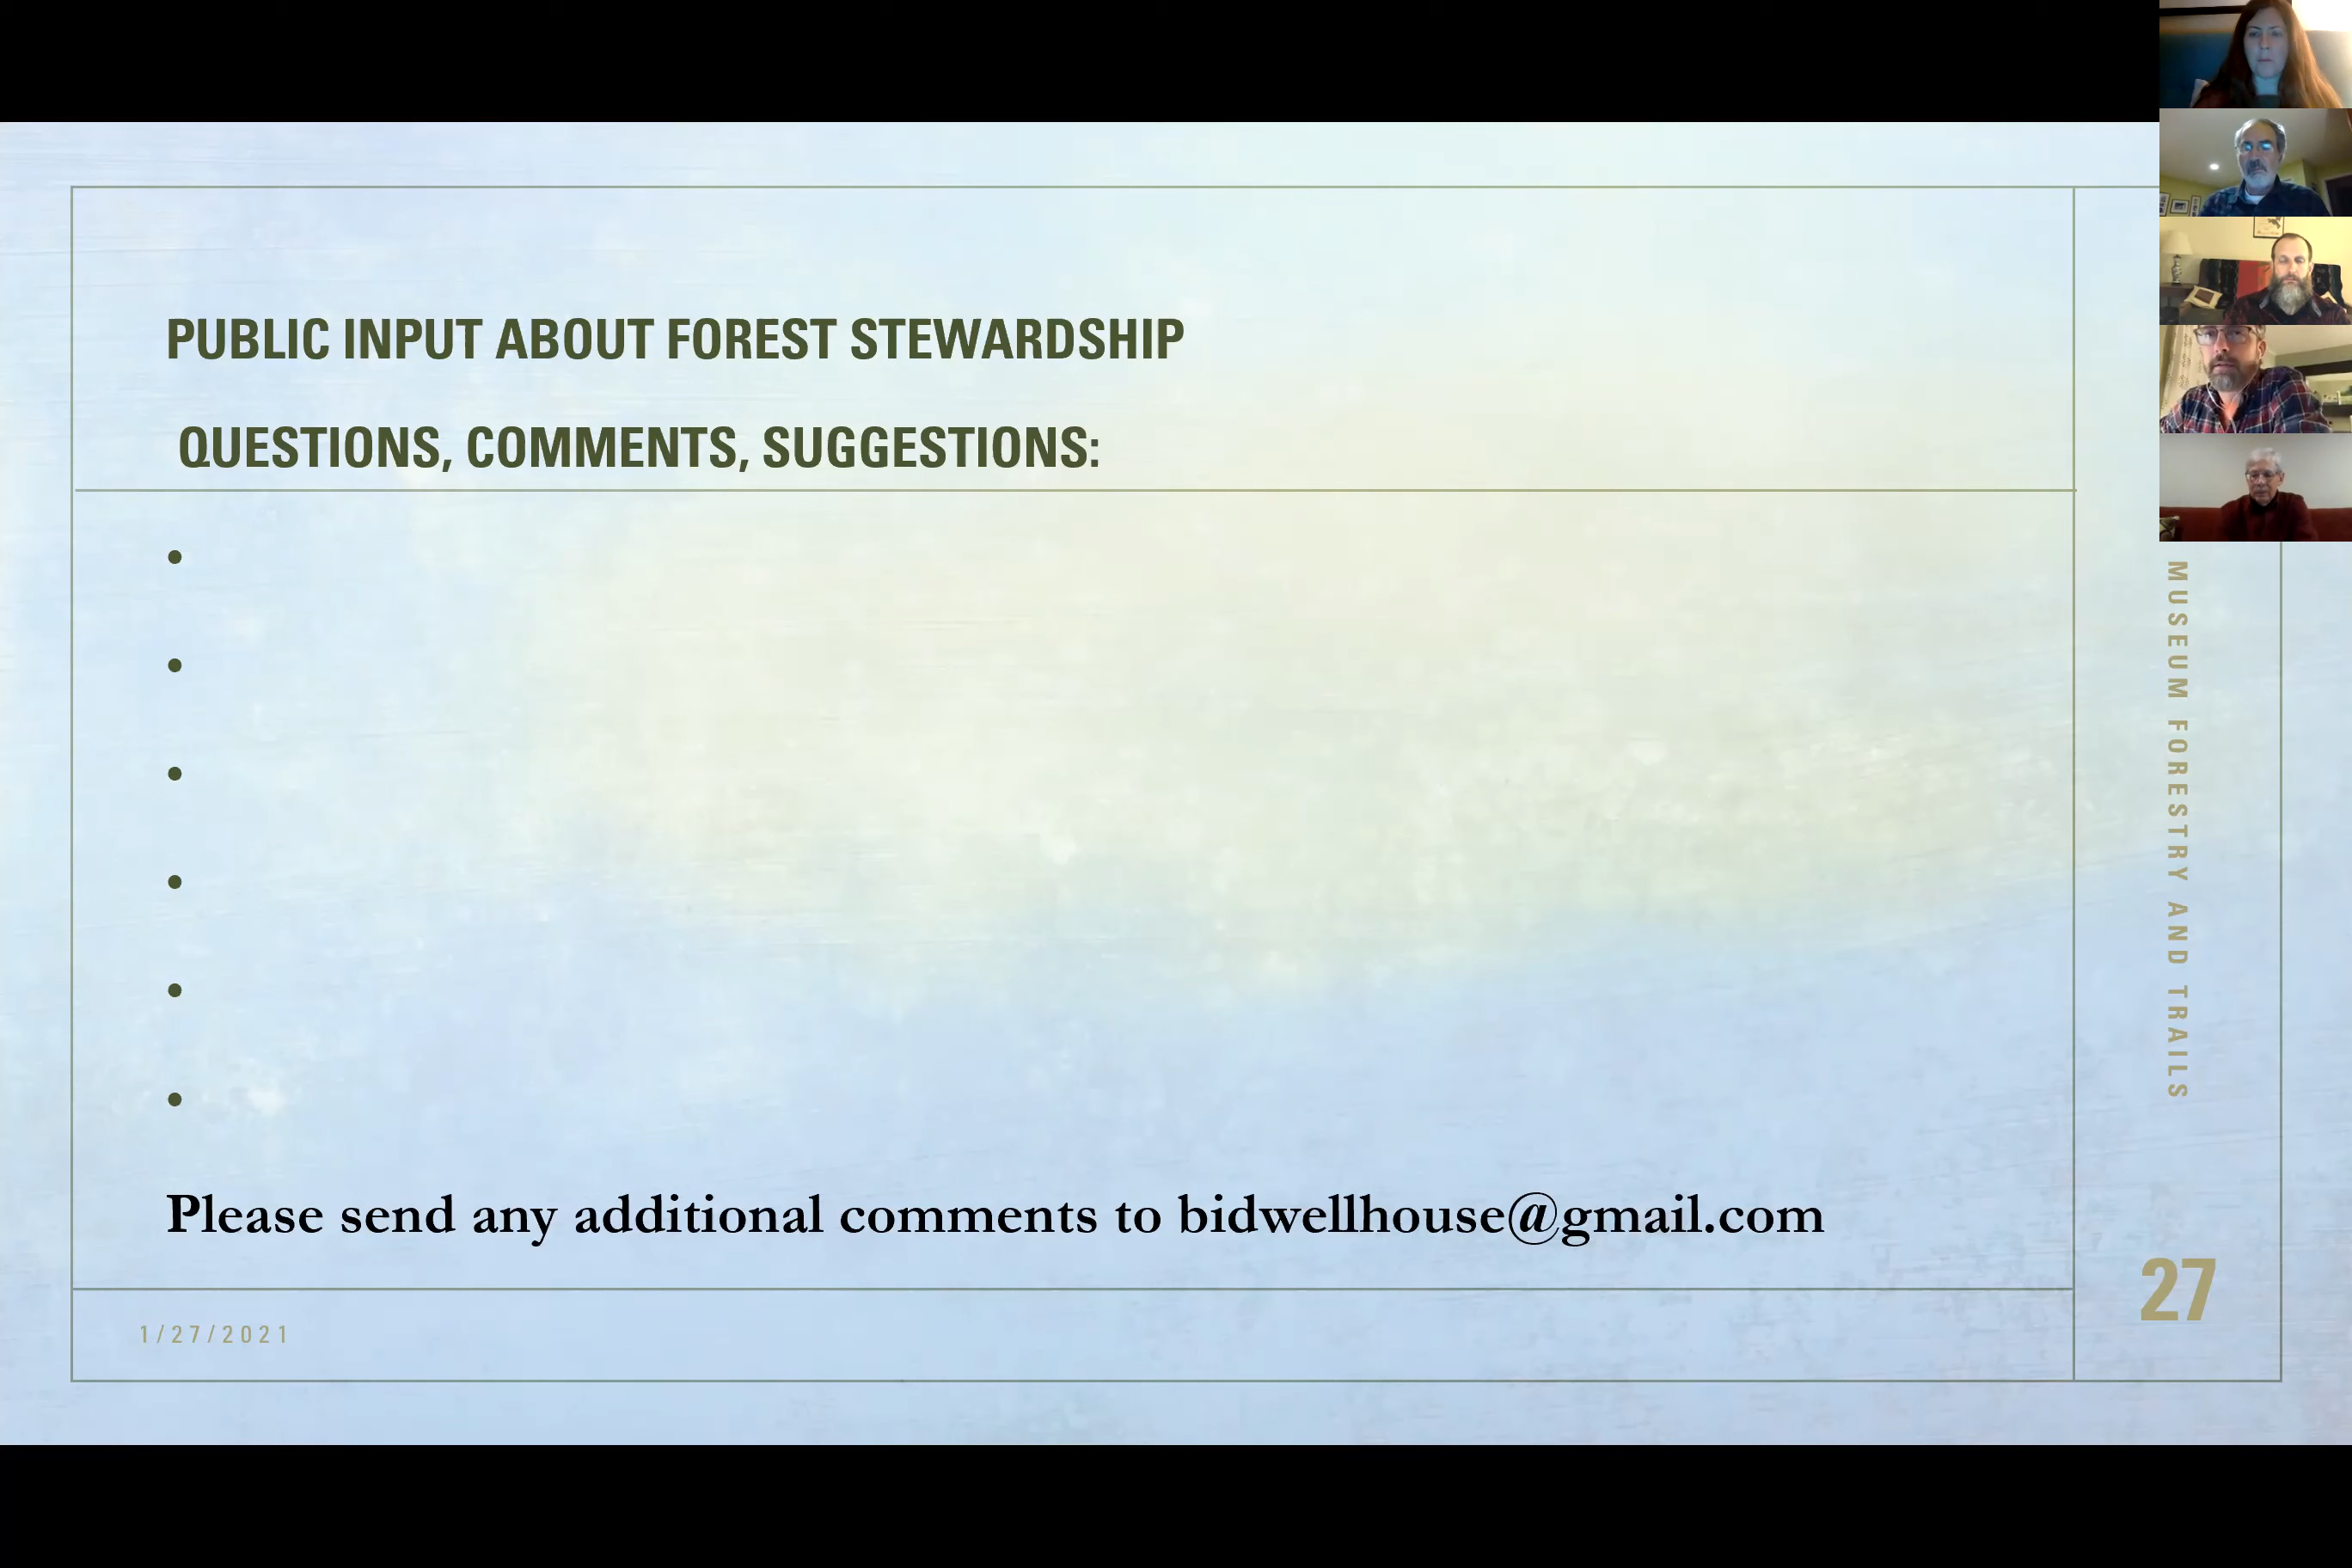 PUBLIC INPUT ABOUT FOREST STEWARDSHIP
QUESTIONS, COMMENTS, SUGGESTIONS:
•
•
•
•
•
•
Please send any additional comments to bidwellhouse@gmail.com
1/27/2021
MUSEUM FORESTRY AND TRAILS
27